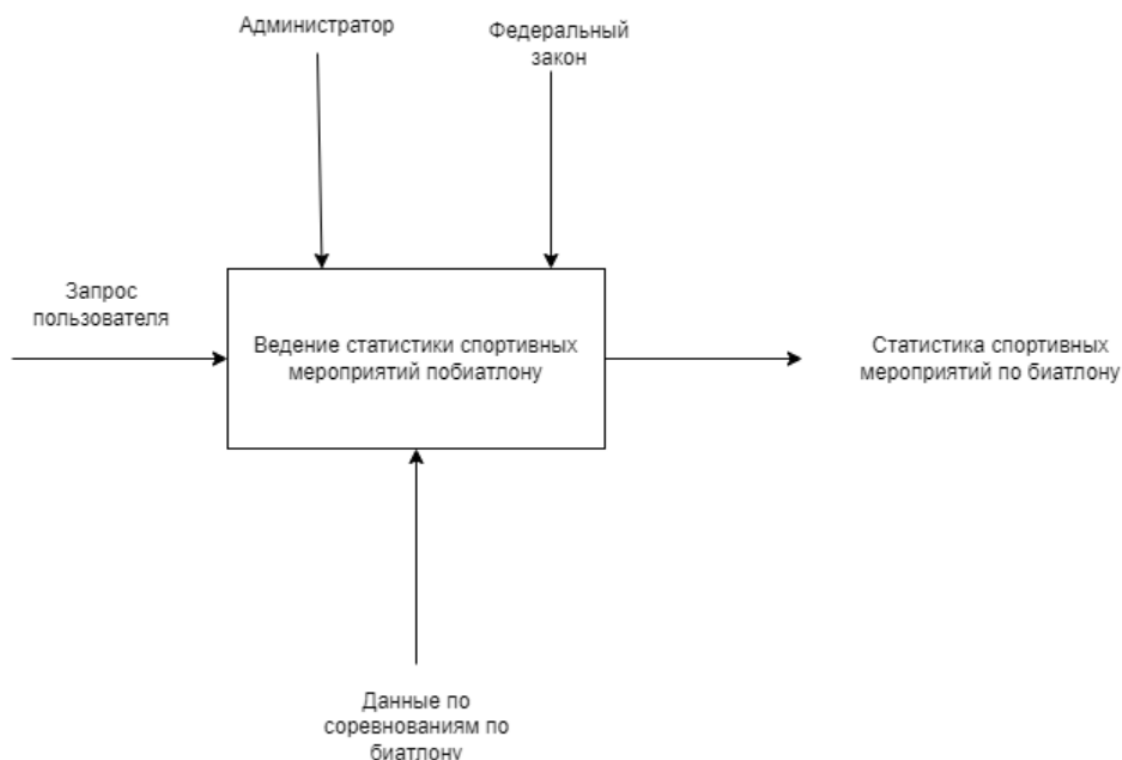 Администратор
Федеральный
закон
Запрос
пользователя
Ведение статистики спортивных
мероприятий побиатлону
Статистика спортивных
мероприятий по биатлону
Данные по
соревнованиям по
биатлону